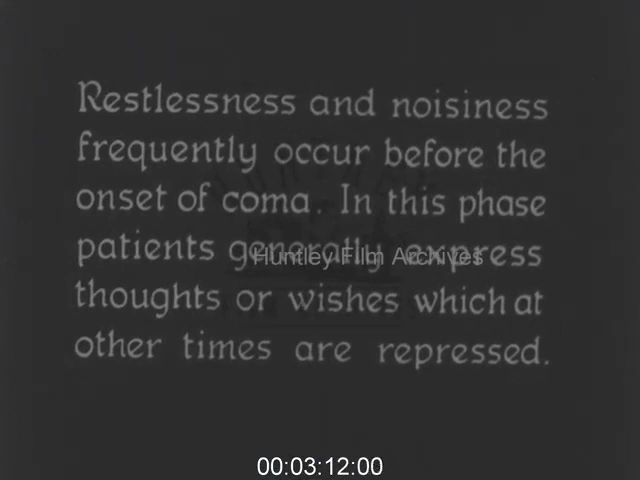 Restlessness and noisiness
frequently occur before the
onset of coma. In this phase
patients generally express
Huntley Film Archives
thoughts or wishes which at
other times are repressed.
00:03:12:00